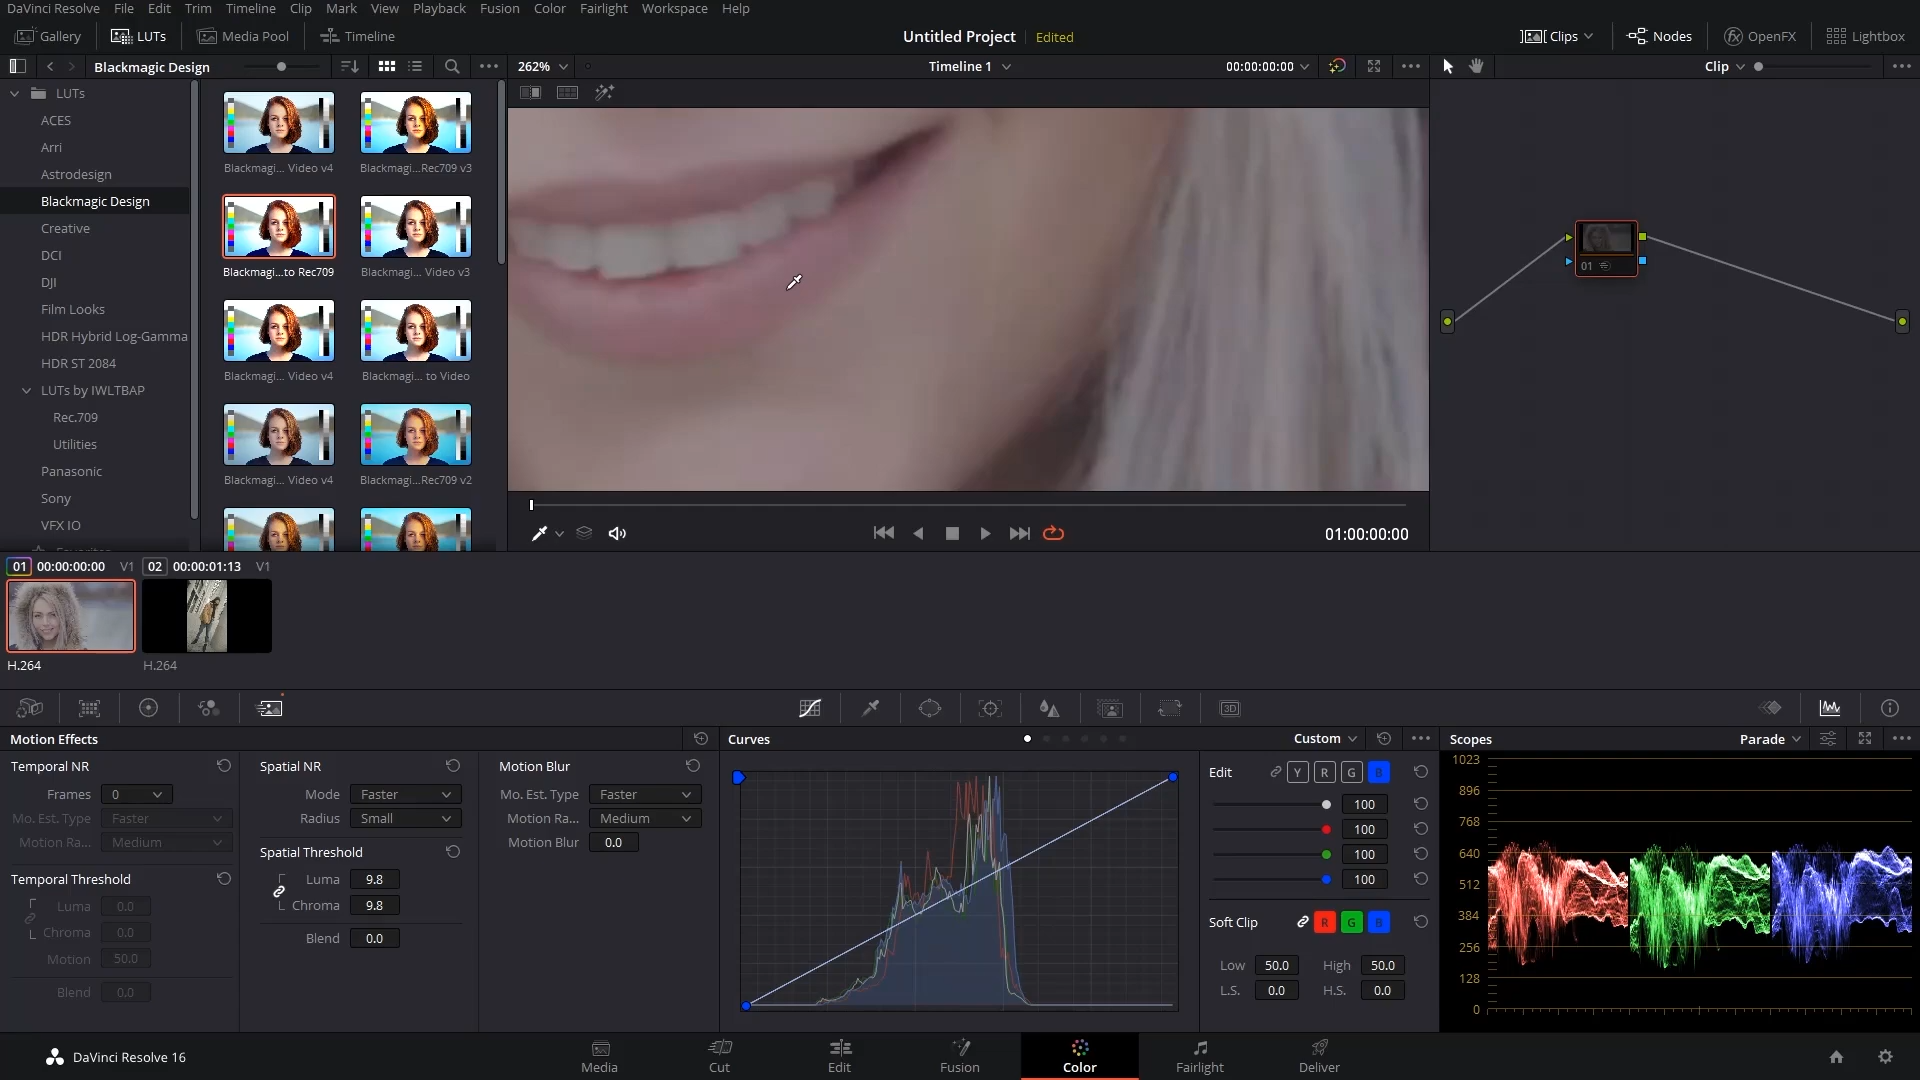 DaVinci Resolve File Edit Trim Timeline Clip Mark View Playback Fusion Color Fairlight Workspace Help
Gallery LUTs Media Pool Timeline Untitled Project Edited Clips Nodes OpenFX Lightbox
Blackmagic Design 262% Timeline 1 00:00:00:00 Clip
LUTs
ACES
Arri
Astrodesign
Blackmagic Design
Creative
DCI
DJI
Film Looks
HDR Hybrid Log-Gamma
HDR ST 2084
LUTs by IWLTBAP
Rec.709
Utilities
Panasonic
Sony
VFX IO
Blackmagi... Video v4 Blackmagi...Rec709 v3
Blackmagi...to Rec709 Blackmagi... Video v3
Blackmagi... Video v4 Blackmagi... to Video
Blackmagi... Video v4 Blackmagi...Rec709 v2
01
01:00:00:00
01 00:00:00:00 V1 02 00:00:01:13 V1
H.264 H.264
3D
Motion Effects
Temporal NR
Frames 0
Mo. Est. Type Faster
Motion Ra... Medium
Temporal Threshold
Luma 0.0
Chroma 0.0
Motion 50.0
Blend 0.0
Spatial NR
Mode Faster
Radius Small
Spatial Threshold
Luma 9.8
Chroma 9.8
Blend 0.0
Motion Blur
Mo. Est. Type Faster
Motion Ra... Medium
Motion Blur 0.0
Curves Custom
Edit Y R G B
100
100
100
100
Soft Clip R G B
Low 50.0 High 50.0
L.S. 0.0 H.S. 0.0
Scopes Parade
1023
896
768
640
512
384
256
128
0
DaVinci Resolve 16
Media Cut Edit Fusion Color Fairlight Deliver